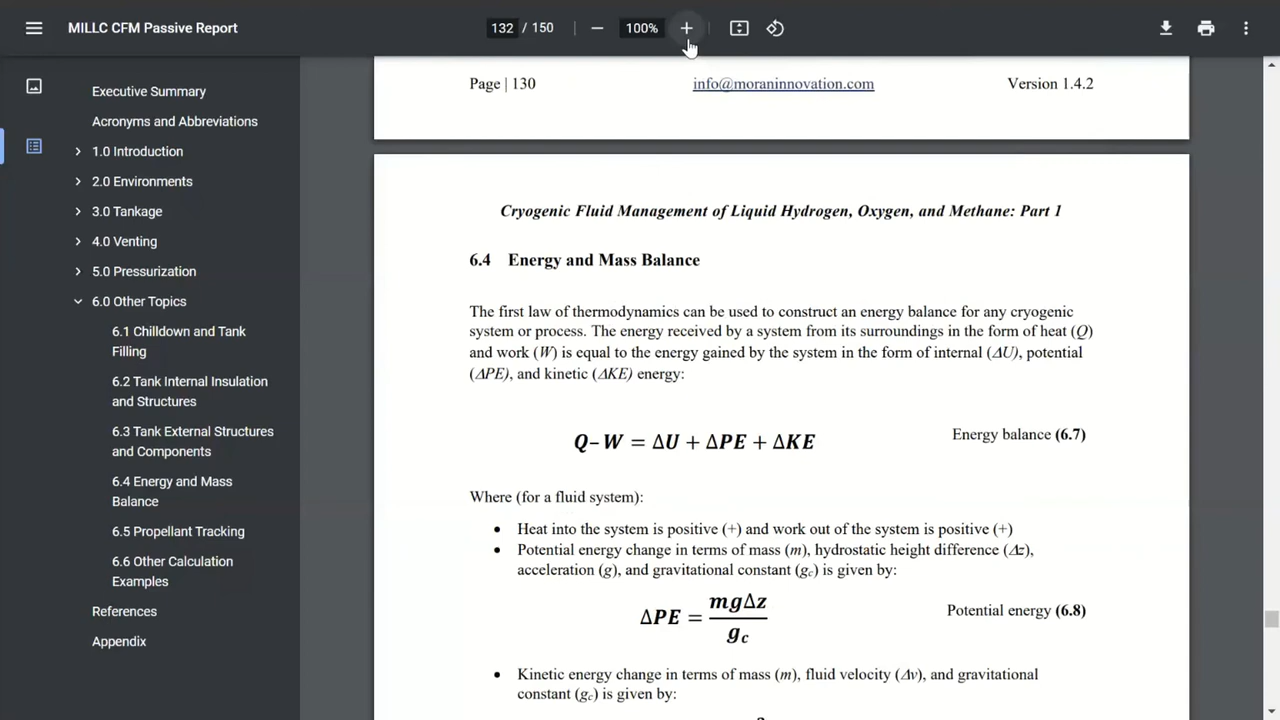 MILLC CFM Passive Report
132 / 150
100%
Executive Summary
Acronyms and Abbreviations
1.0 Introduction
2.0 Environments
3.0 Tankage
4.0 Venting
5.0 Pressurization
6.0 Other Topics
6.1 Chilldown and Tank
Filling
6.2 Tank Internal Insulation
and Structures
6.3 Tank External Structures
and Components
6.4 Energy and Mass
Balance
6.5 Propellant Tracking
6.6 Other Calculation
Examples
References
Appendix
Page | 130 info@moraninnovation.com Version 1.4.2
Cryogenic Fluid Management of Liquid Hydrogen, Oxygen, and Methane: Part 1
6.4 Energy and Mass Balance
The first law of thermodynamics can be used to construct an energy balance for any cryogenic
system or process. The energy received by a system from its surroundings in the form of heat (Q)
and work (W) is equal to the energy gained by the system in the form of internal (ΔU), potential
(ΔPE), and kinetic (ΔKE) energy:
Q – W = ΔU + ΔPE + ΔKE Energy balance (6.7)
Where (for a fluid system):
• Heat into the system is positive (+) and work out of the system is positive (+)
• Potential energy change in terms of mass (m), hydrostatic height difference (Δz),
acceleration (g), and gravitational constant (gc) is given by:
ΔPE = mgΔz / gc Potential energy (6.8)
• Kinetic energy change in terms of mass (m), fluid velocity (Δv), and gravitational
constant (gc) is given by: